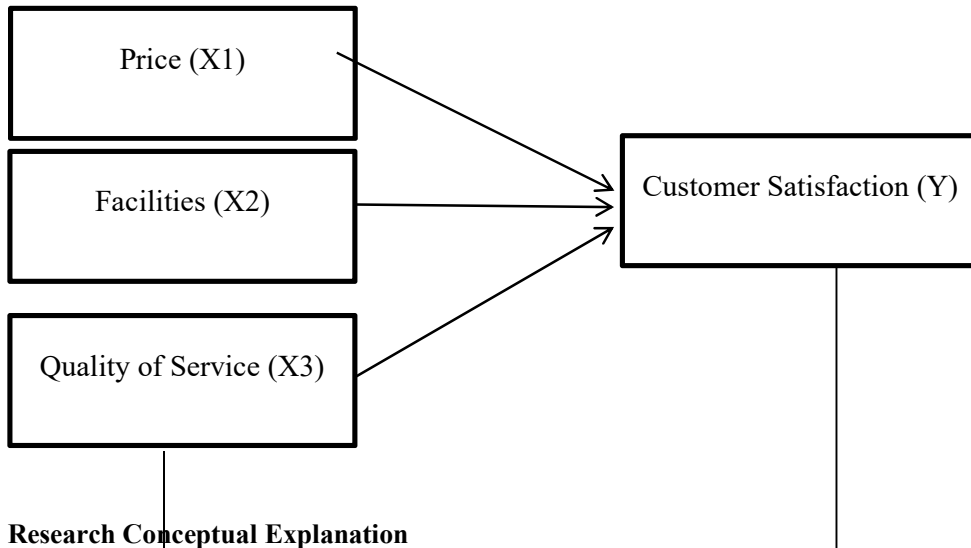 Price (X1)
Facilities (X2)
Customer Satisfaction (Y)
Quality of Service (X3)
Research Conceptual Explanation